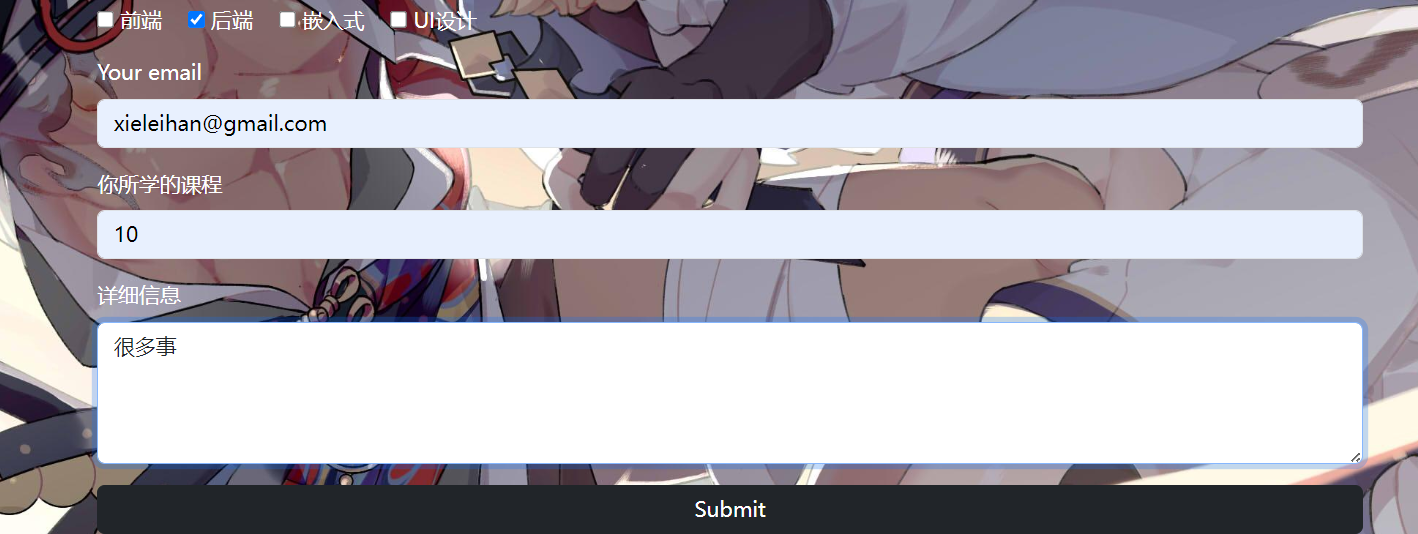 前端 后端 嵌入式 UI设计
Your email
xieleihan@gmail.com
你所学的课程
10
详细信息
很多事
Submit